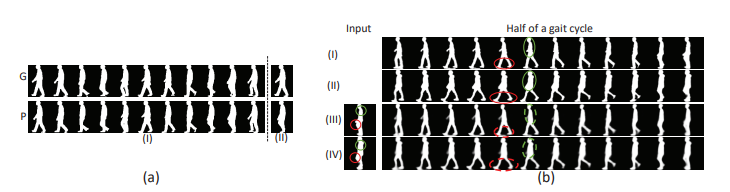 Input
Half of a gait cycle
(I)
(II)
(III)
(IV)
G
P
(I)
(II)
(a)
(b)